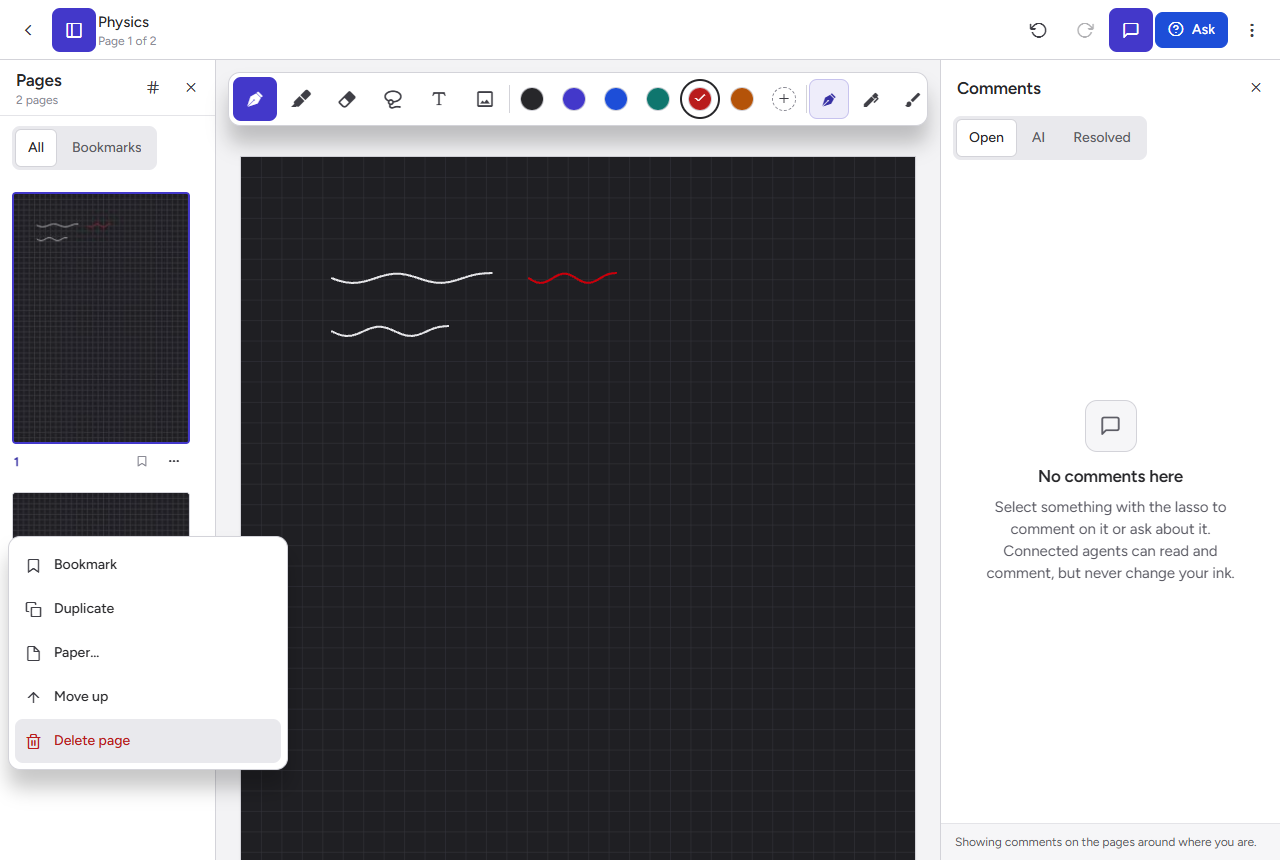 Physics
Page 1 of 2
Ask
Pages
2 pages
All
Bookmarks
T
1
Bookmark
Duplicate
Paper...
Move up
Delete page
Comments
Open
AI
Resolved
No comments here
Select something with the lasso to
comment on it or ask about it.
Connected agents can read and
comment, but never change your ink.
Showing comments on the pages around where you are.